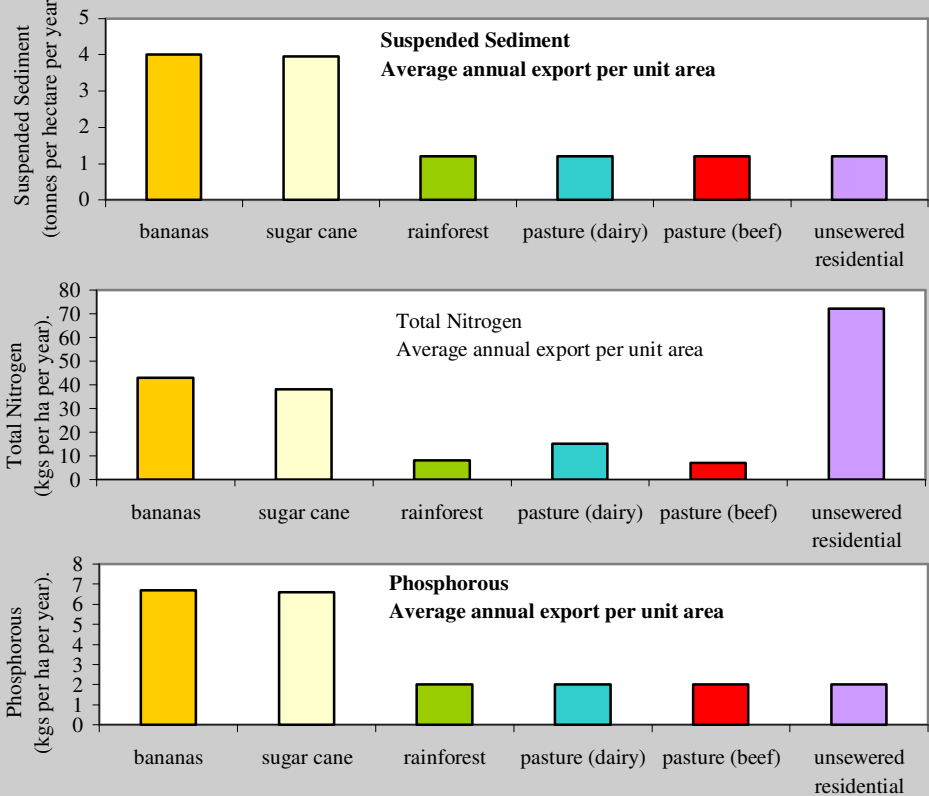 Suspended Sediment
(tonnes per hectare per year
5
4
3
2
1
0
Suspended Sediment
Average annual export per unit area
bananas
sugar cane
rainforest
pasture (dairy)
pasture (beef)
unsewered
residential
Total Nitrogen
(kgs per ha per year).
80
70
60
50
40
30
20
10
0
Total Nitrogen
Average annual export per unit area
bananas
sugar cane
rainforest
pasture (dairy)
pasture (beef)
unsewered
residential
Phosphorous
(kgs per ha per year).
8
7
6
5
4
3
2
1
0
Phosphorous
Average annual export per unit area
bananas
sugar cane
rainforest
pasture (dairy)
pasture (beef)
unsewered
residential